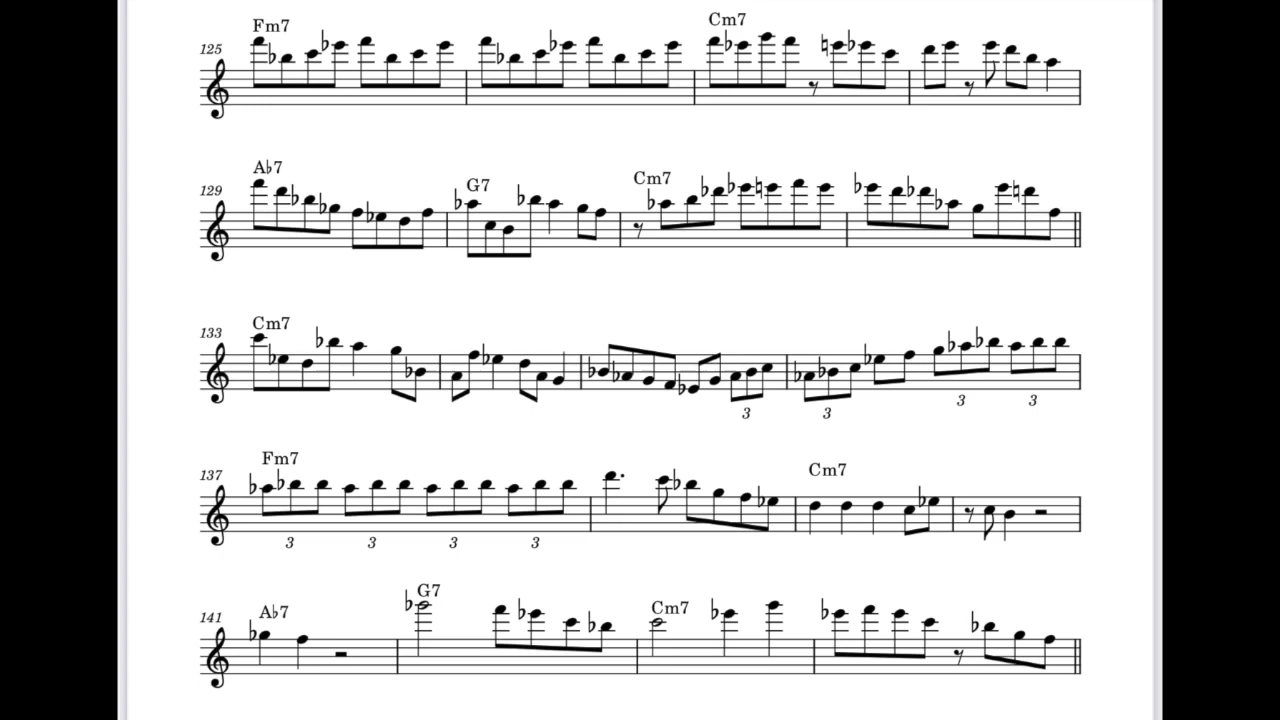 Fm7 Cm7
125
A♭7 G7 Cm7
129
Cm7
133
3 3 3 3
Fm7 Cm7
137
3 3 3 3
A♭7 G7 Cm7
141